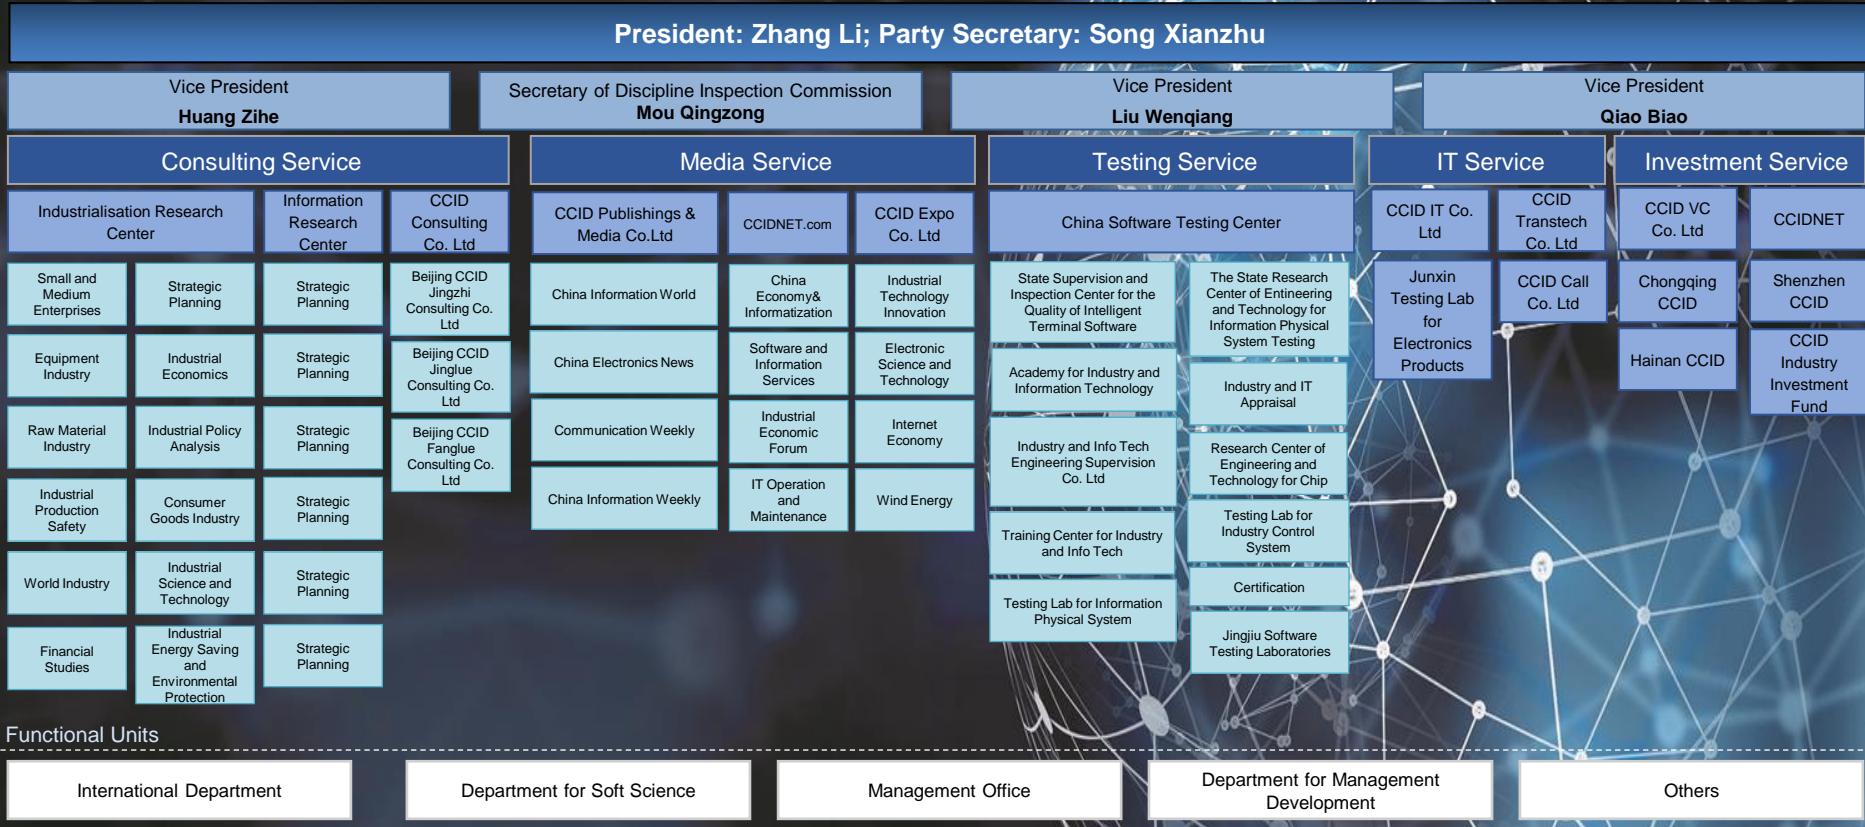 President: Zhang Li; Party Secretary: Song Xianzhu
Vice President
Huang Zihe
Secretary of Discipline Inspection Commission
Mou Qingzong
Vice President
Liu Wenqiang
Vice President
Qiao Biao
Consulting Service
Media Service
Testing Service
IT Service
Investment Service
Industrialisation Research
Center
Information
Research
Center
CCID
Consulting
Co. Ltd
CCID Publishings &
Media Co.Ltd
CCIDNET.com
CCID Expo
Co. Ltd
China Software Testing Center
CCID IT Co.
Ltd
CCID
Transtech
Co. Ltd
CCID VC
Co. Ltd
CCIDNET
Small and
Medium
Enterprises
Equipment
Industry
Raw Material
Industry
Industrial
Production
Safety
World Industry
Financial
Studies
Strategic
Planning
Industrial
Economics
Industrial Policy
Analysis
Consumer
Goods Industry
Industrial
Science and
Technology
Industrial
Energy Saving
and
Environmental
Protection
Strategic
Planning
Strategic
Planning
Strategic
Planning
Strategic
Planning
Strategic
Planning
Strategic
Planning
Beijing CCID
Jingzhi
Consulting Co.
Ltd
Beijing CCID
Jinglue
Consulting Co.
Ltd
Beijing CCID
Fanglue
Consulting Co.
Ltd
China Information World
China Electronics News
Communication Weekly
China Information Weekly
China
Economy&
Informatization
Software and
Information
Services
Industrial
Economic
Forum
IT Operation
and
Maintenance
Industrial
Technology
Innovation
Electronic
Science and
Technology
Internet
Economy
Wind Energy
State Supervision and
Inspection Center for the
Quality of Intelligent
Terminal Software
Academy for Industry and
Information Technology
Industry and Info Tech
Engineering Supervision
Co. Ltd
Training Center for Industry
and Info Tech
Testing Lab for Information
Physical System
The State Research
Center of Entineering
and Technology for
Information Physical
System Testing
Industry and IT
Appraisal
Research Center of
Engineering and
Technology for Chip
Testing Lab for
Industry Control
System
Certification
Jingjiu Software
Testing Laboratories
Junxin
Testing Lab
for
Electronics
Products
CCID Call
Co. Ltd
Chongqing
CCID
Hainan CCID
Shenzhen
CCID
CCID
Industry
Investment
Fund
Functional Units
International Department
Department for Soft Science
Management Office
Department for Management
Development
Others